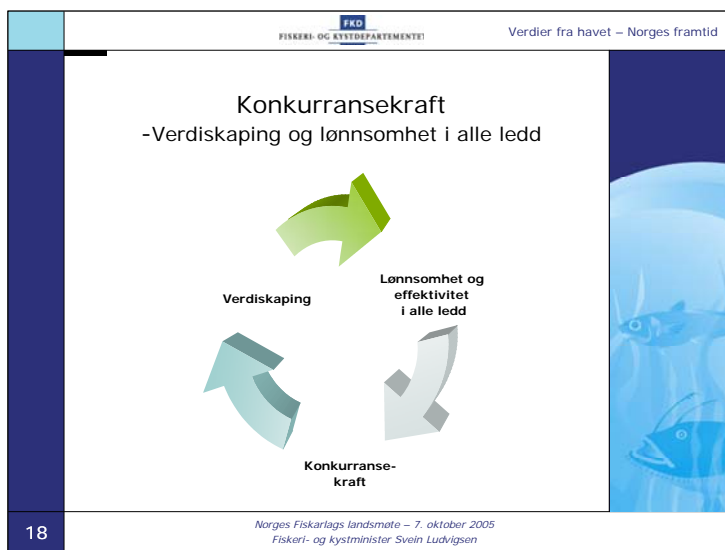 FKD
FISKERI- OG KYSTDEPARTEMENTET
Verdier fra havet – Norges framtid
Konkurransekraft
-Verdiskaping og lønnsomhet i alle ledd
Lønnsomhet og
effektivitet
i alle ledd
Verdiskaping
Konkurranse-
kraft
18
Norges Fiskarlags landsmøte – 7. oktober 2005
Fiskeri- og kystminister Svein Ludvigsen